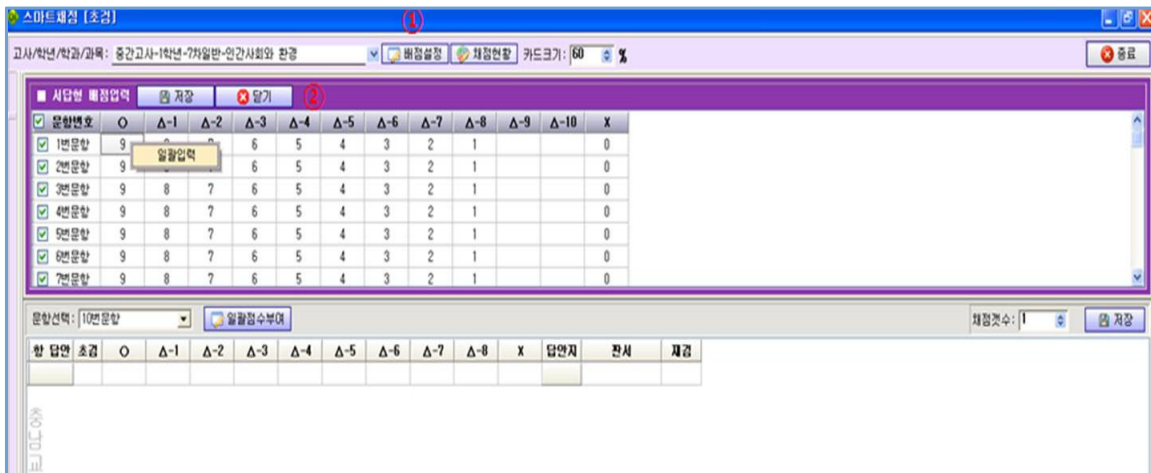 스마트채점 [초검]
①
고사/학년/학과/과목: 중간고사-1학년-7차일반-인간사회와 환경 배점설정 채점현황 카드크기: 60 % 종료
■ 서답형 배점입력 저장 닫기 ②
문항번호 O △-1 △-2 △-3 △-4 △-5 △-6 △-7 △-8 △-9 △-10 X
1번문항 9 6 5 4 3 2 1 0
일괄입력
2번문항 9 6 5 4 3 2 1 0
3번문항 9 8 7 6 5 4 3 2 1 0
4번문항 9 8 7 6 5 4 3 2 1 0
5번문항 9 8 7 6 5 4 3 2 1 0
6번문항 9 8 7 6 5 4 3 2 1 0
7번문항 9 8 7 6 5 4 3 2 1 0
문항선택: 10번문항 일괄점수부여 채점갯수: 1 저장
항 답안 초검 O △-1 △-2 △-3 △-4 △-5 △-6 △-7 △-8 X 답안지 판서 재검